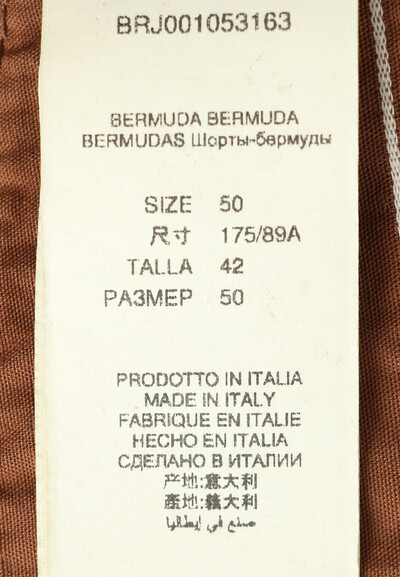 BRJ001053163
BERMUDA BERMUDA
BERMUDAS Шорты-бермуды
SIZE 50
尺寸 175/89A
TALLA 42
РАЗМЕР 50
PRODOTTO IN ITALIA
MADE IN ITALY
FABRIQUE EN ITALIE
HECHO EN ITALIA
СДЕЛАНО В ИТАЛИИ
产地:意大利
產地:義大利
صنع في ايطاليا